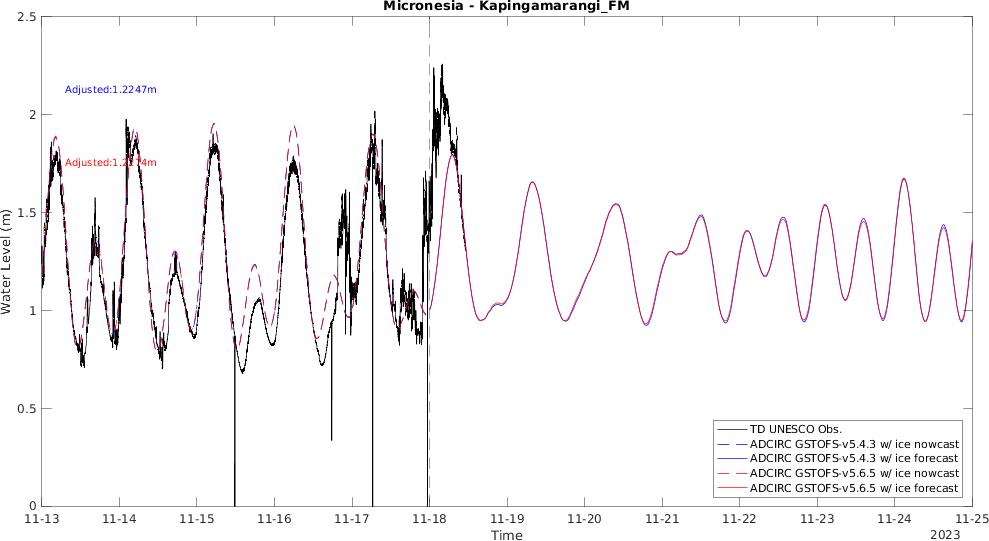 Micronesia - Kapingamarangi_FM
2.5
2
1.5
1
0.5
0
Water Level (m)
Adjusted:1.2247m
Adjusted:1.2274m
TD UNESCO Obs.
ADCIRC GSTOFS-v5.4.3 w/ ice nowcast
ADCIRC GSTOFS-v5.4.3 w/ ice forecast
ADCIRC GSTOFS-v5.6.5 w/ ice nowcast
ADCIRC GSTOFS-v5.6.5 w/ ice forecast
11-13 11-14 11-15 11-16 11-17 11-18 11-19 11-20 11-21 11-22 11-23 11-24 11-25
Time
2023